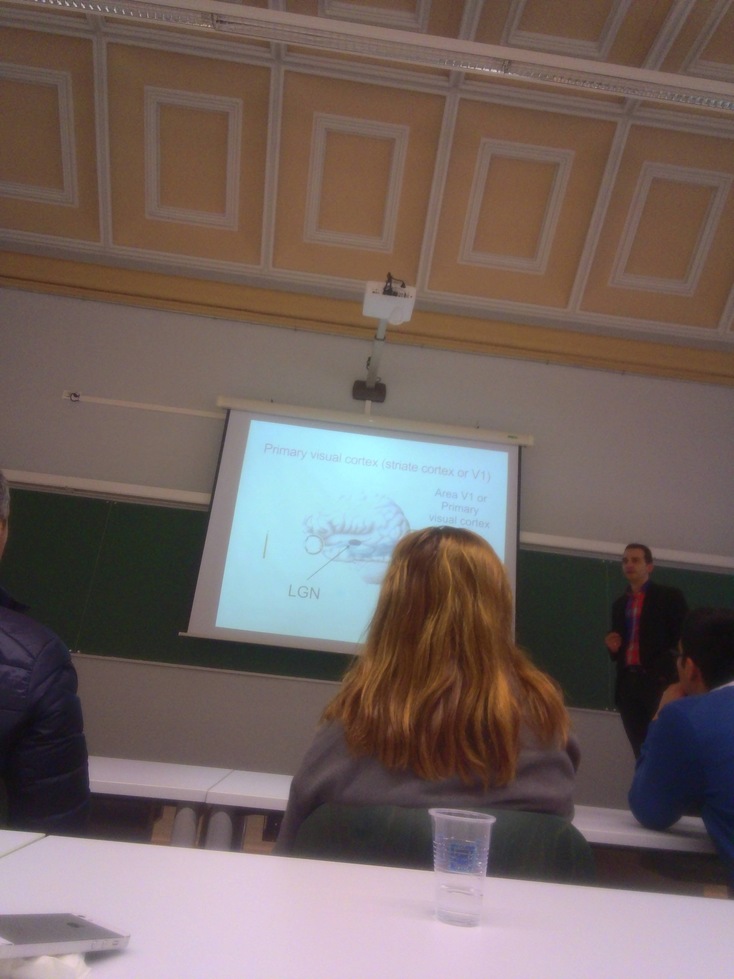 Primary visual cortex (striate cortex or V1)
Area V1 or
Primary
visual cortex
LGN